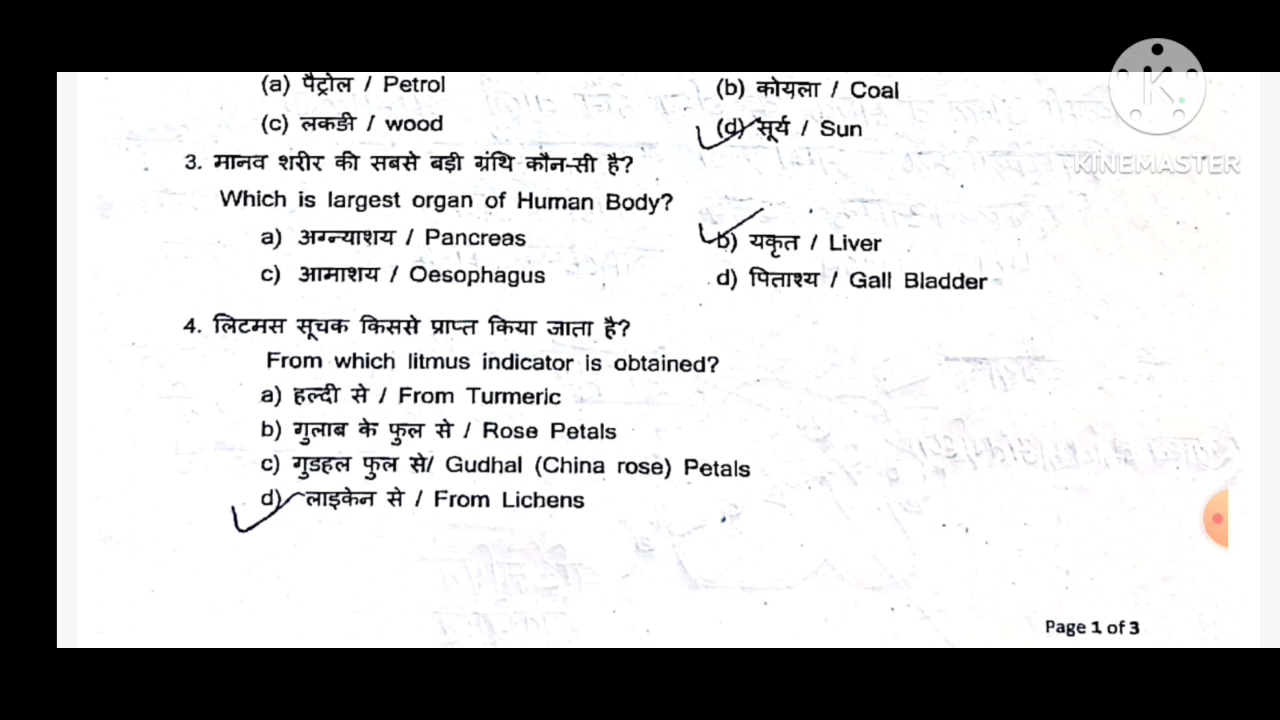 (a) पैट्रोल / Petrol (b) कोयला / Coal
(c) लकडी / wood (d) सूर्य / Sun
KINEMASTER
3. मानव शरीर की सबसे बड़ी ग्रंथि कौन-सी है?
Which is largest organ of Human Body?
a) अग्न्याशय / Pancreas b) यकृत / Liver
c) आमाशय / Oesophagus d) पिताश्य / Gall Bladder
4. लिटमस सूचक किससे प्राप्त किया जाता है?
From which litmus indicator is obtained?
a) हल्दी से / From Turmeric
b) गुलाब के फुल से / Rose Petals
c) गुडहल फुल से/ Gudhal (China rose) Petals
d) लाइकेन से / From Lichens
Page 1 of 3